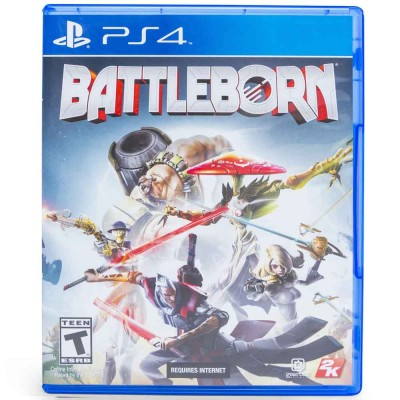 PS4
BATTLEBORN
TEEN
T
ESRB
REQUIRES INTERNET
2K